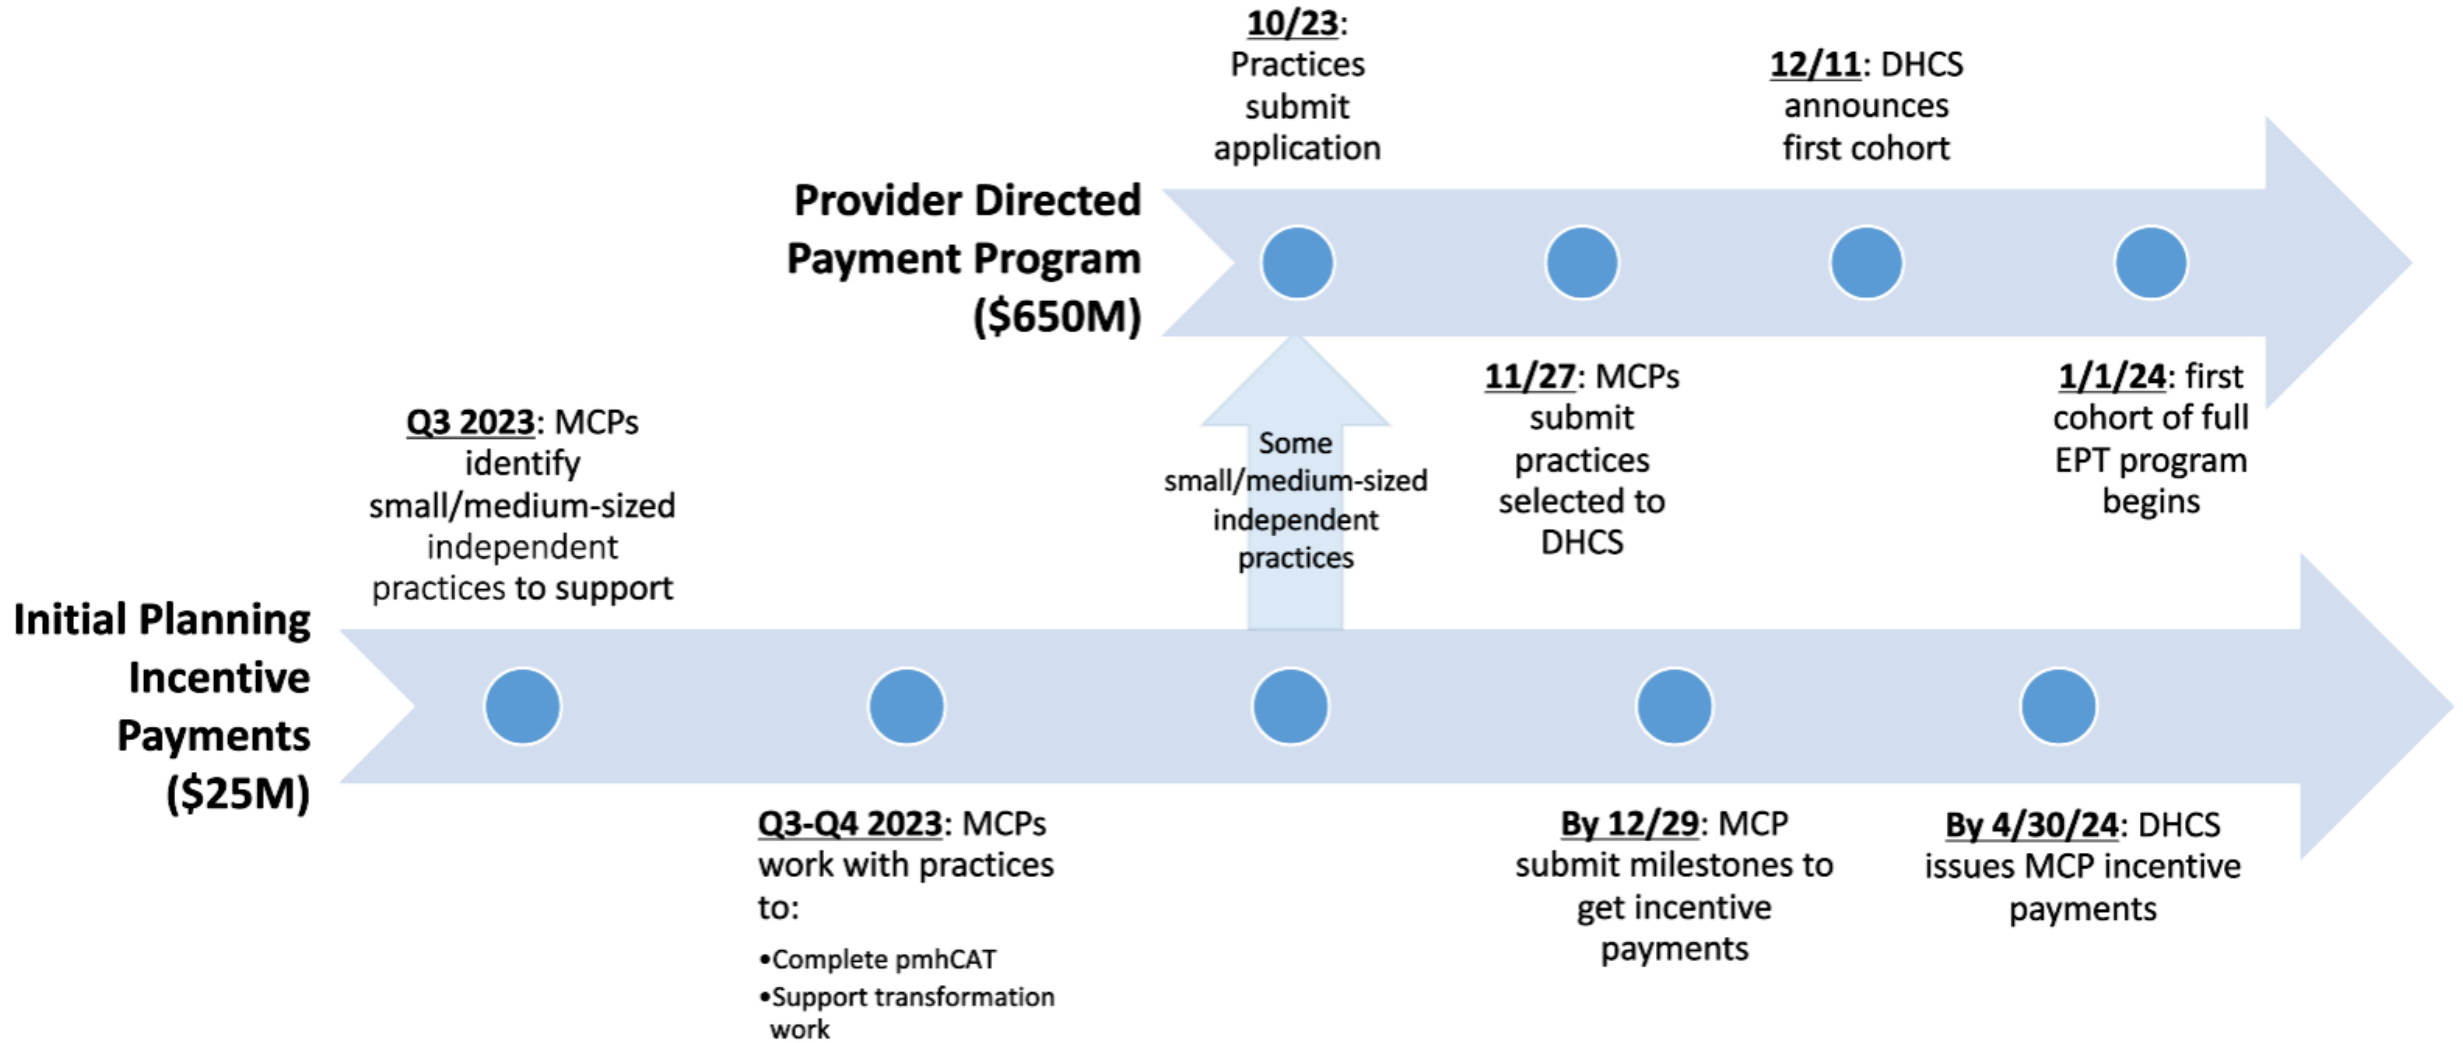 10/23:
Practices
submit
application
12/11: DHCS
announces
first cohort
Provider Directed
Payment Program
($650M)
11/27: MCPs
submit
practices
selected to
DHCS
1/1/24: first
cohort of full
EPT program
begins
Some
small/medium-sized
independent
practices
Q3 2023: MCPs
identify
small/medium-sized
independent
practices to support
Initial Planning
Incentive
Payments
($25M)
Q3-Q4 2023: MCPs
work with practices
to:
•Complete pmhCAT
•Support transformation
work
By 12/29: MCP
submit milestones to
get incentive
payments
By 4/30/24: DHCS
issues MCP incentive
payments